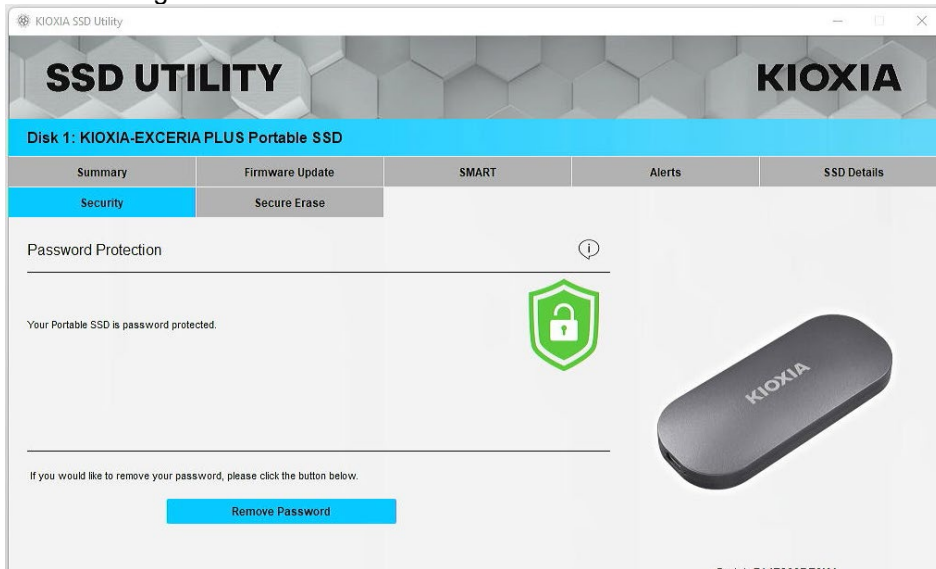 KIOXIA SSD Utility
SSD UTILITY
KIOXIA
Disk 1: KIOXIA-EXCERIA PLUS Portable SSD
Summary
Firmware Update
SMART
Alerts
SSD Details
Security
Secure Erase
Password Protection
Your Portable SSD is password protected.
KIOXIA
If you would like to remove your password, please click the button below.
Remove Password